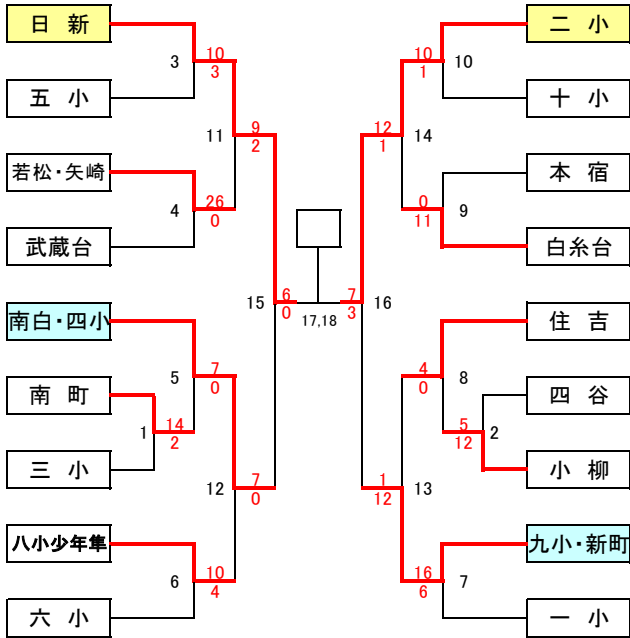 日 新
二 小
3
10
3
10
1
10
五 小
十 小
11
9
2
12
1
14
若松・矢崎
本 宿
4
26
0
0
11
9
武蔵台
白糸台
15
6
0
7
3
16
17,18
南白・四小
住 吉
5
7
0
4
0
8
南 町
四 谷
1
14
2
5
12
2
三 小
小 柳
12
7
0
1
12
13
八小少年隼
九小・新町
6
10
4
16
6
7
六 小
一 小